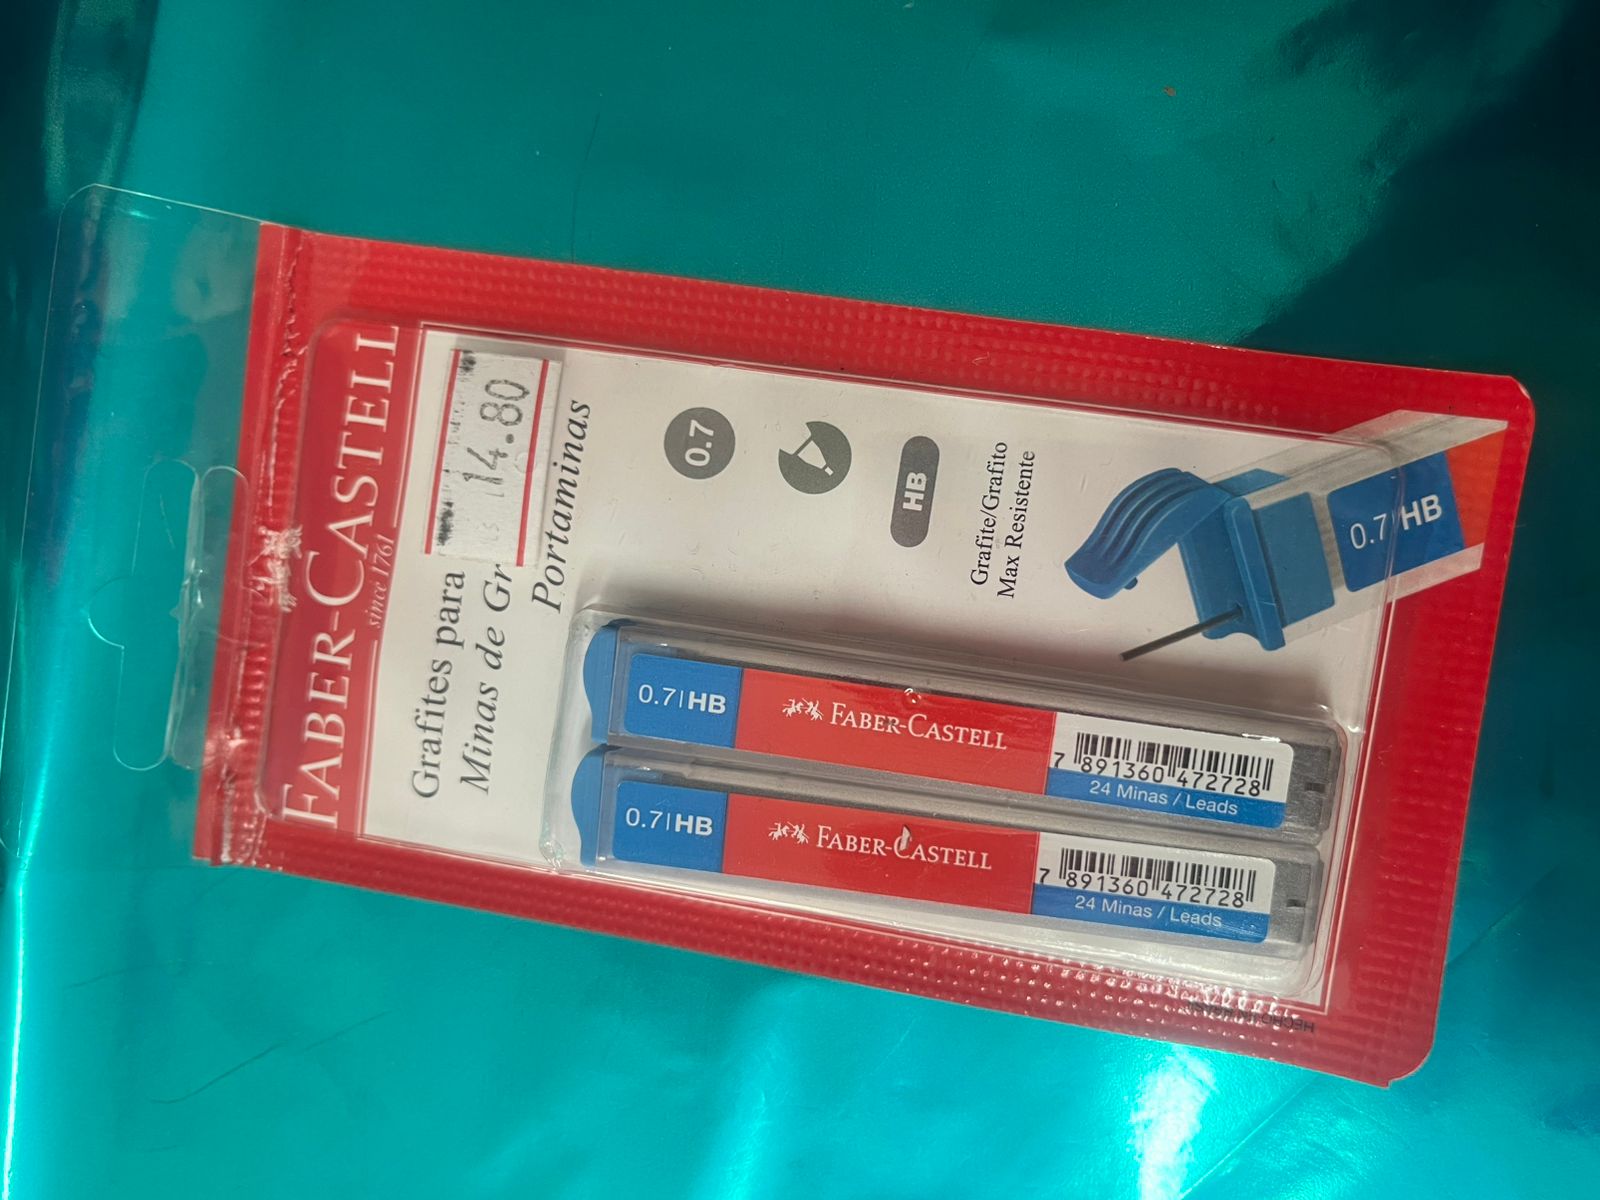 FABER-CASTELL
since 1761
14.80
Grafites para
Minas de Gr
Portaminas
0.7
HB
Grafite/Grafito
Max Resistente
0.7 HB
0.7|HB
FABER-CASTELL
7 891360 472728
24 Minas / Leads
0.7|HB
FABER-CASTELL
7 891360 472728
24 Minas / Leads
HECHO EN